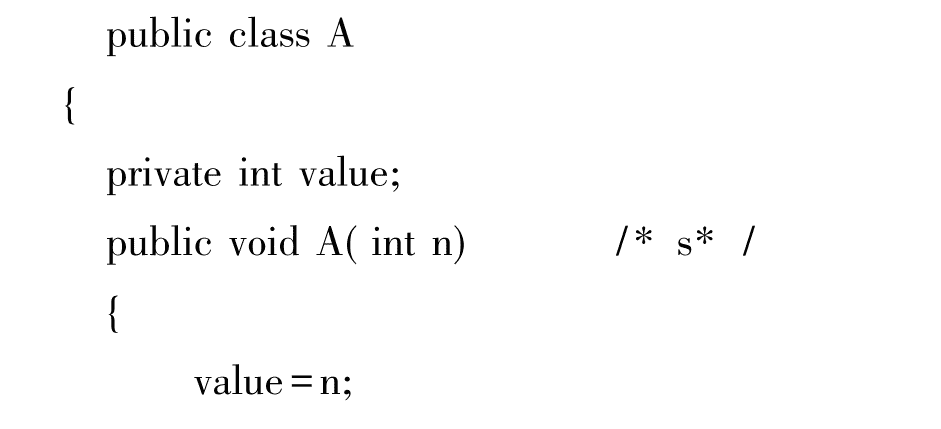 public class A
{
private int value;
public void A( int n) /* s* /
{
value=n;